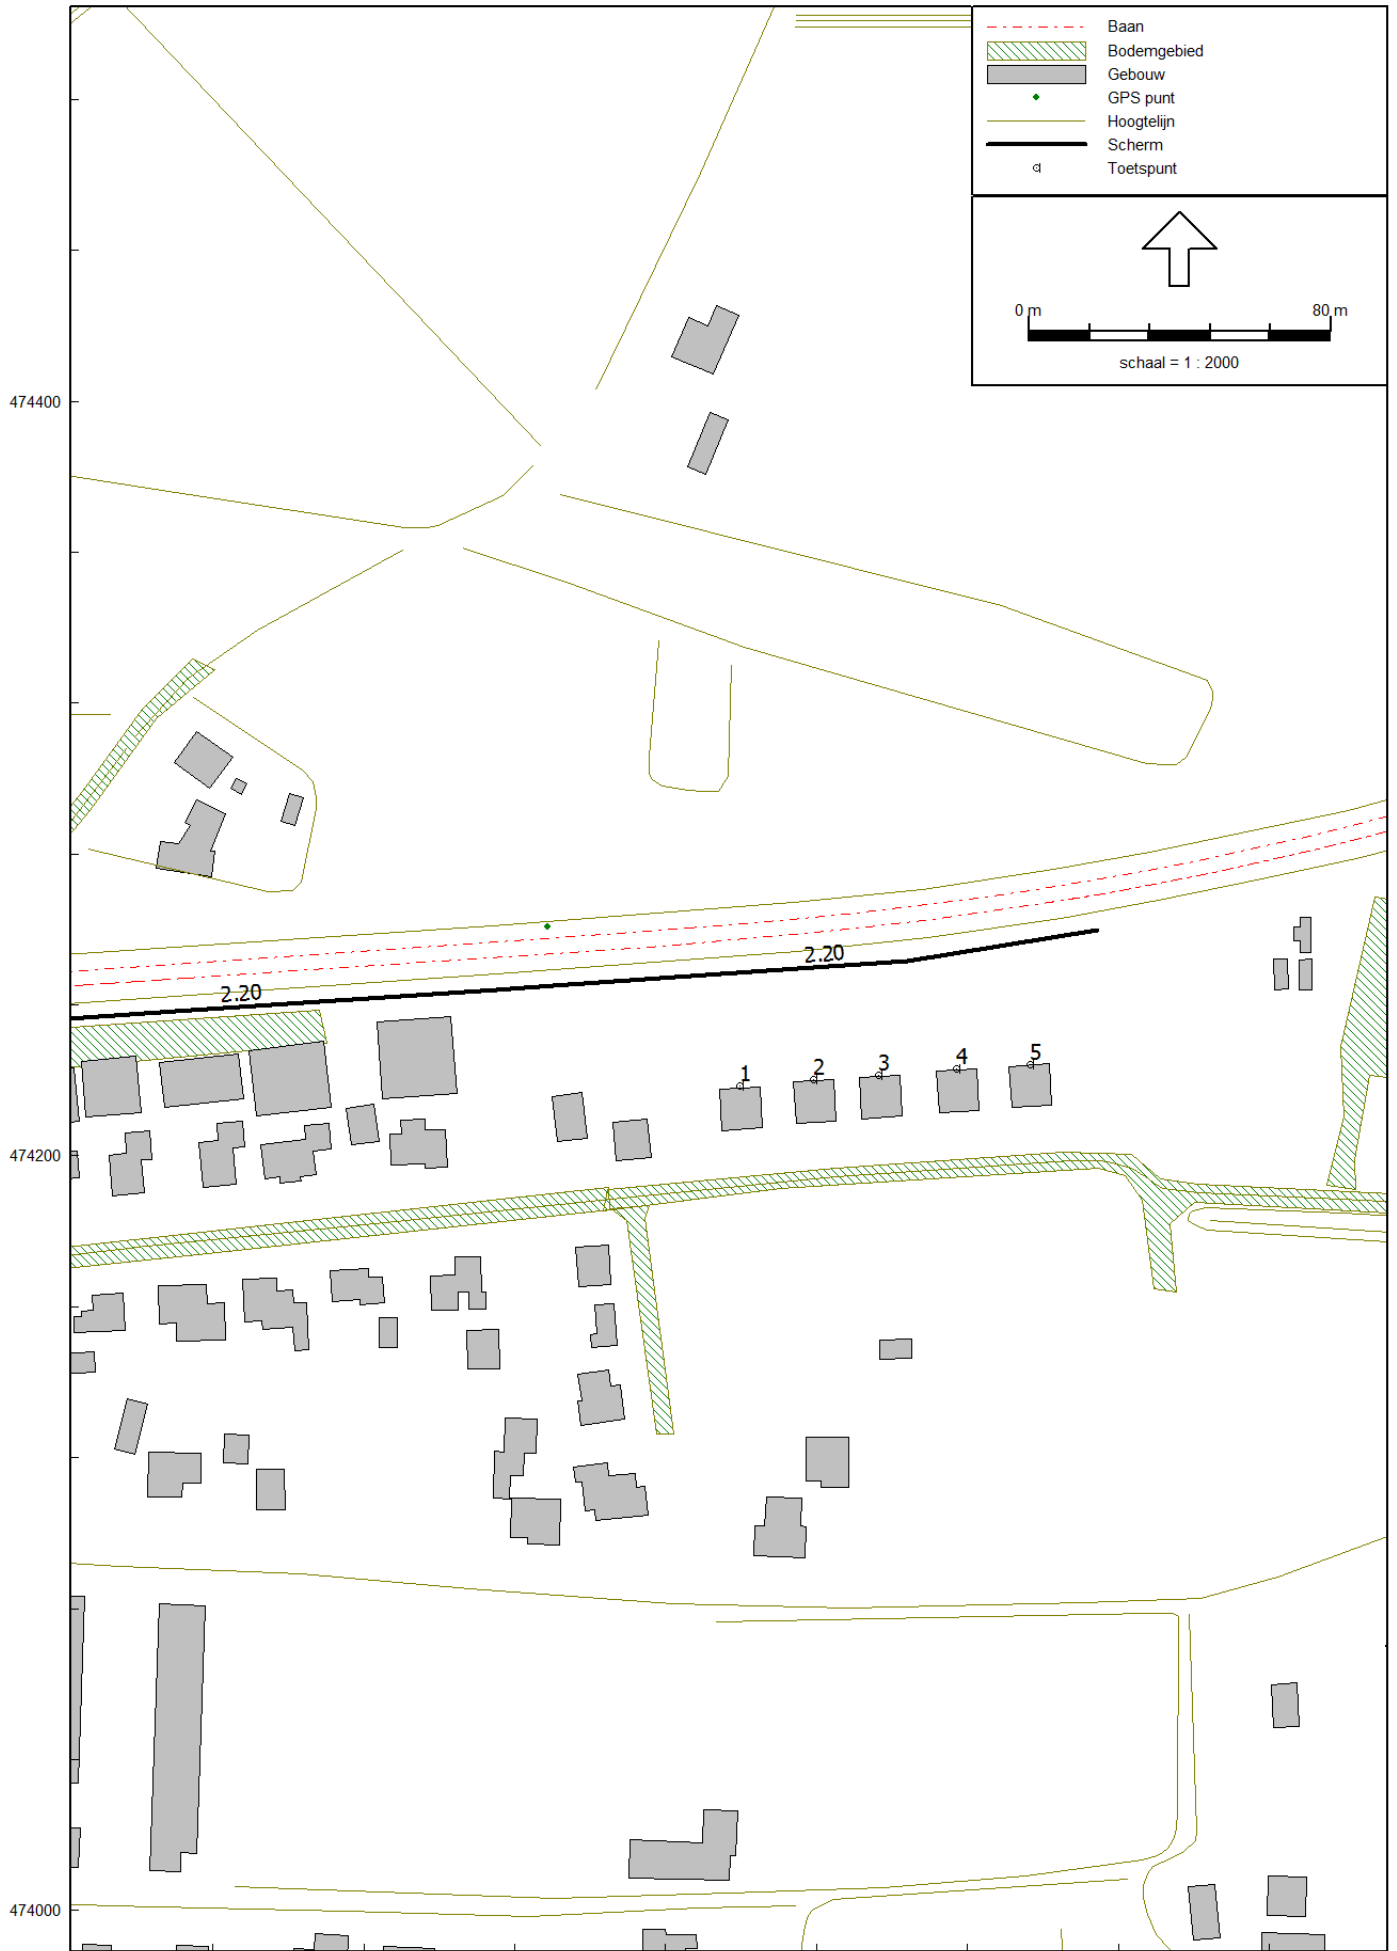 Baan
Bodemgebied
Gebouw
GPS punt
Hoogtelijn
Scherm
Toetspunt
0 m 80 m
schaal = 1 : 2000
474400
2.20
2.20
1 2 3 4 5
474200
474000